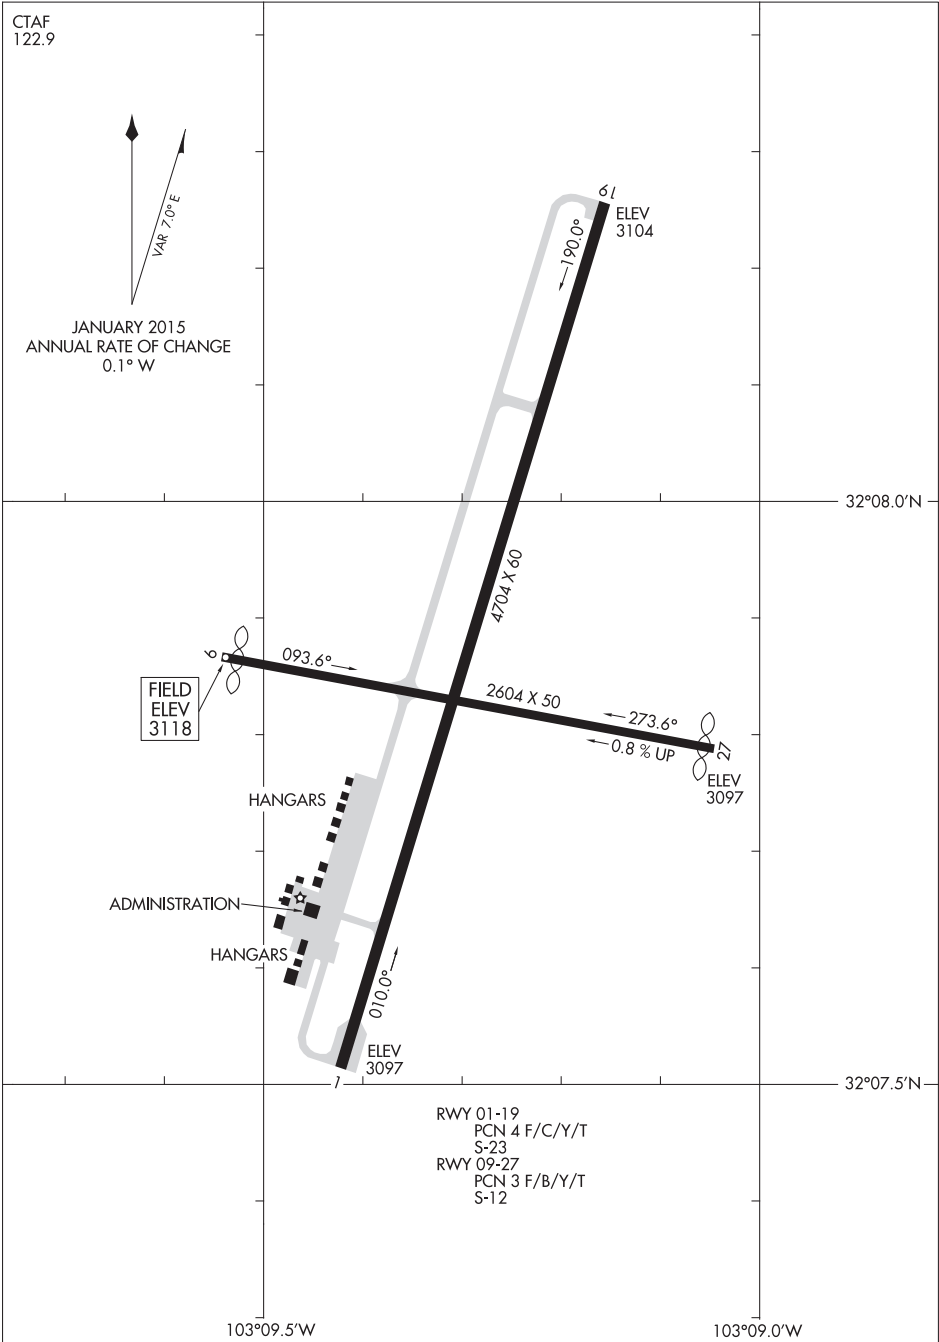 CTAF
122.9
VAR 7.0° E
JANUARY 2015
ANNUAL RATE OF CHANGE
0.1° W
19
ELEV
3104
190.0°
32°08.0'N
4704 X 60
9
093.6°
FIELD
ELEV
3118
2604 X 50
273.6°
0.8 % UP
27
ELEV
3097
HANGARS
ADMINISTRATION
HANGARS
010.0°
ELEV
3097
1
32°07.5'N
RWY 01-19
PCN 4 F/C/Y/T
S-23
RWY 09-27
PCN 3 F/B/Y/T
S-12
103°09.5'W
103°09.0'W